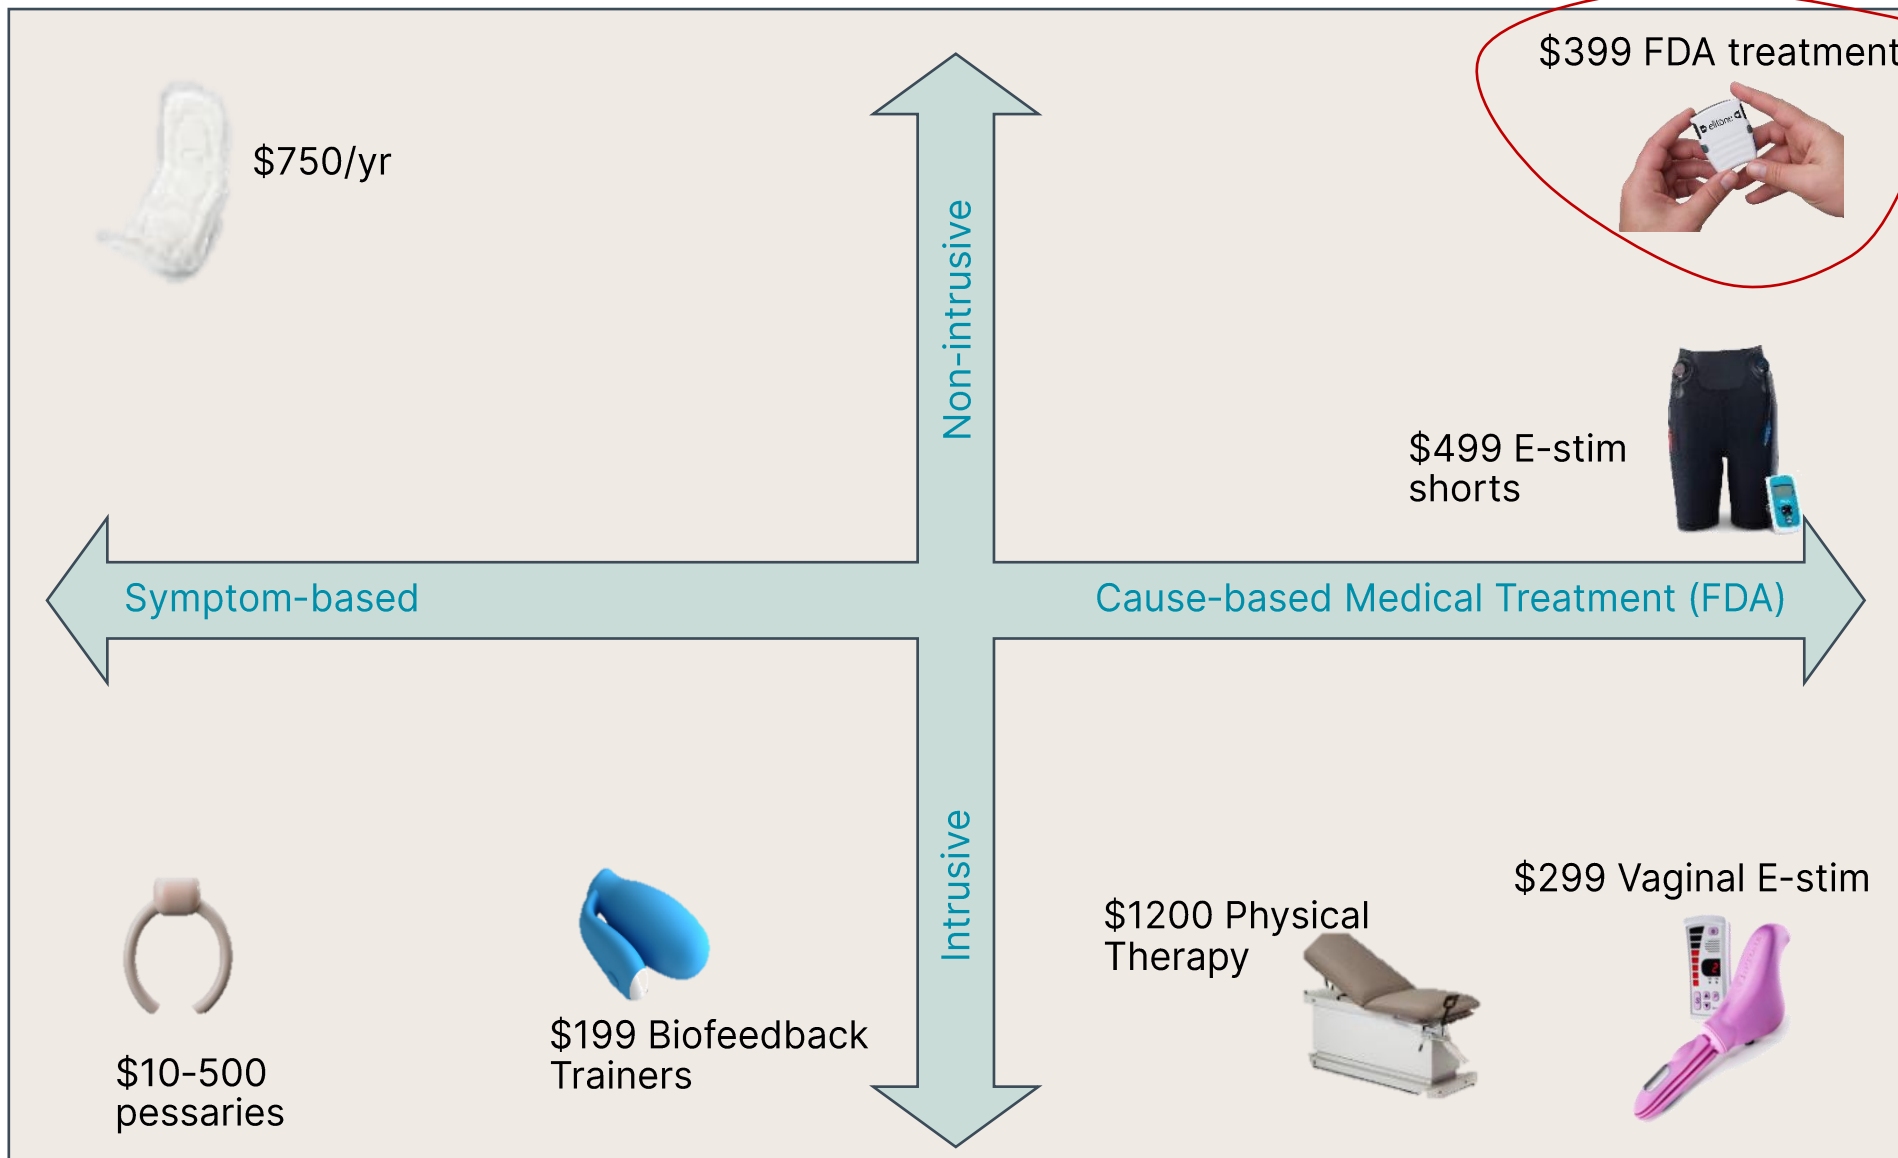 $399 FDA treatment
elitone
$750/yr
Non-intrusive
$499 E-stim
shorts
Symptom-based
Cause-based Medical Treatment (FDA)
Intrusive
$299 Vaginal E-stim
$1200 Physical
Therapy
$199 Biofeedback
Trainers
$10-500
pessaries